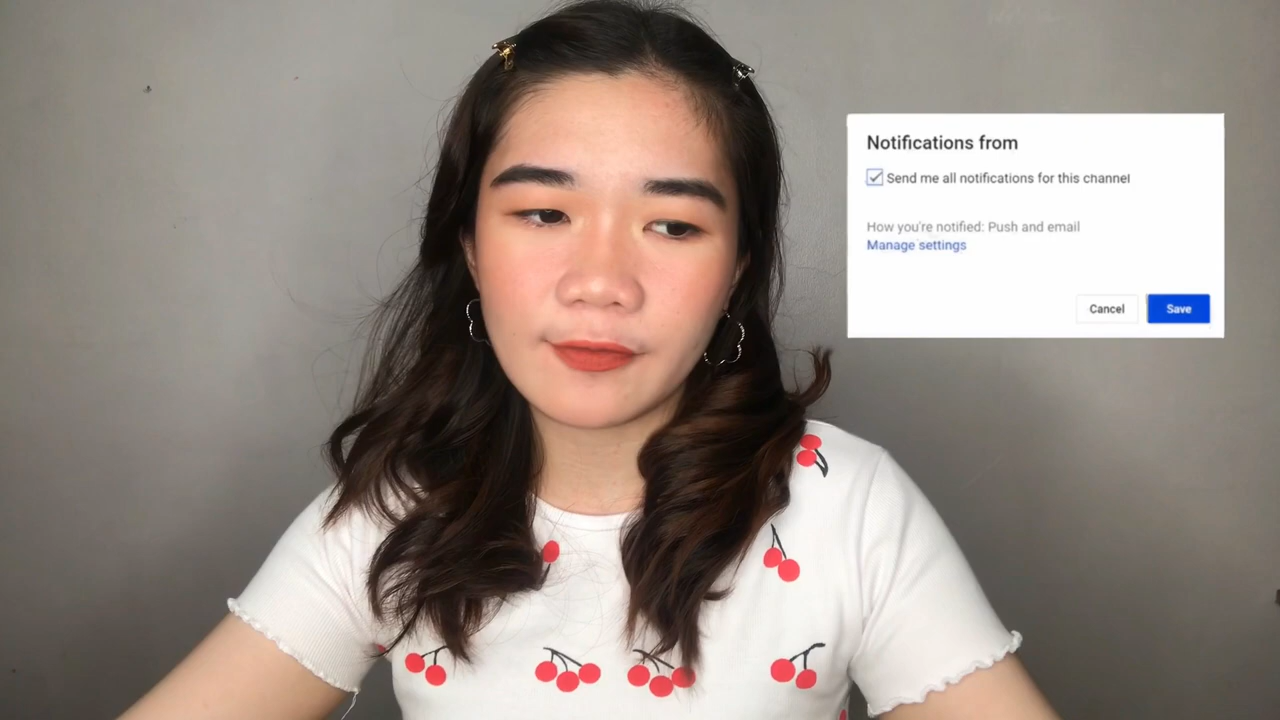 Notifications from
Send me all notifications for this channel
How you're notified: Push and email
Manage settings
Cancel
Save